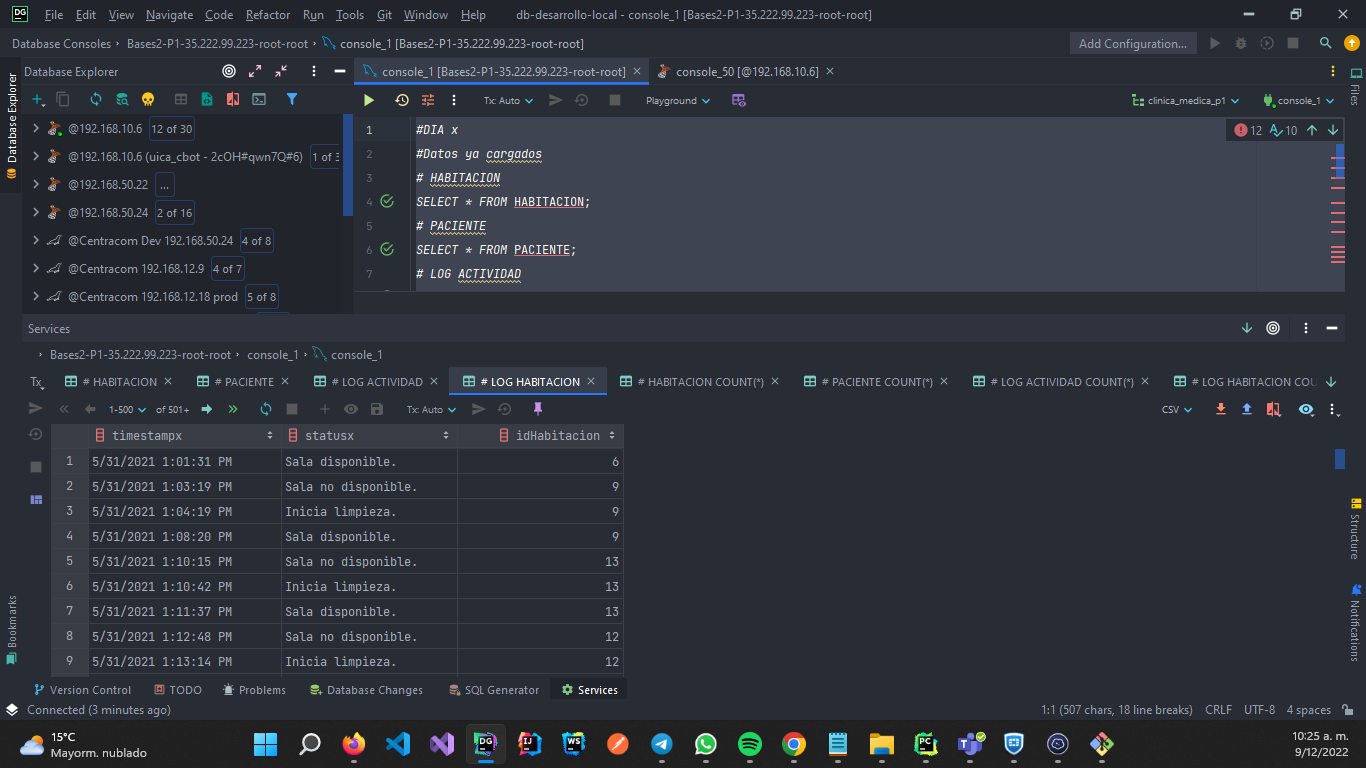 DG File Edit View Navigate Code Refactor Run Tools Git Window Help db-desarrollo-local - console_1 [Bases2-P1-35.222.99.223-root-root]
Database Consoles Bases2-P1-35.222.99.223-root-root console_1 [Bases2-P1-35.222.99.223-root-root] Add Configuration...
Database Explorer console_1 [Bases2-P1-35.222.99.223-root-root] console_50 [@192.168.10.6]
Tx: Auto Playground clinica_medica_p1 console_1
Database Explorer
Files
@192.168.10.6 12 of 30
@192.168.10.6 (uica_cbot - 2cOH#qwn7Q#6) 1 of 3
@192.168.50.22 ...
@192.168.50.24 2 of 16
@Centracom Dev 192.168.50.24 4 of 8
@Centracom 192.168.12.9 4 of 7
@Centracom 192.168.12.18 prod 5 of 8
12 10
1 #DIA x
2 #Datos ya cargados
3 # HABITACION
4 SELECT * FROM HABITACION;
5 # PACIENTE
6 SELECT * FROM PACIENTE;
7 # LOG ACTIVIDAD
Services
Bases2-P1-35.222.99.223-root-root console_1 console_1
Tx # HABITACION # PACIENTE # LOG ACTIVIDAD # LOG HABITACION # HABITACION COUNT(*) # PACIENTE COUNT(*) # LOG ACTIVIDAD COUNT(*) # LOG HABITACION COU
1-500 of 501+ Tx: Auto CSV
timestampx statusx idHabitacion
1 5/31/2021 1:01:31 PM Sala disponible. 6
2 5/31/2021 1:03:19 PM Sala no disponible. 9
3 5/31/2021 1:04:19 PM Inicia limpieza. 9
4 5/31/2021 1:08:20 PM Sala disponible. 9
5 5/31/2021 1:10:15 PM Sala no disponible. 13
6 5/31/2021 1:10:42 PM Inicia limpieza. 13
7 5/31/2021 1:11:37 PM Sala disponible. 13
8 5/31/2021 1:12:48 PM Sala no disponible. 12
9 5/31/2021 1:13:14 PM Inicia limpieza. 12
Structure
Notifications
Bookmarks
Version Control TODO Problems Database Changes SQL Generator Services
Connected (3 minutes ago) 1:1 (507 chars, 18 line breaks) CRLF UTF-8 4 spaces
15°C
Mayorm. nublado
DG IJ WS PC
10:25 a. m.
9/12/2022